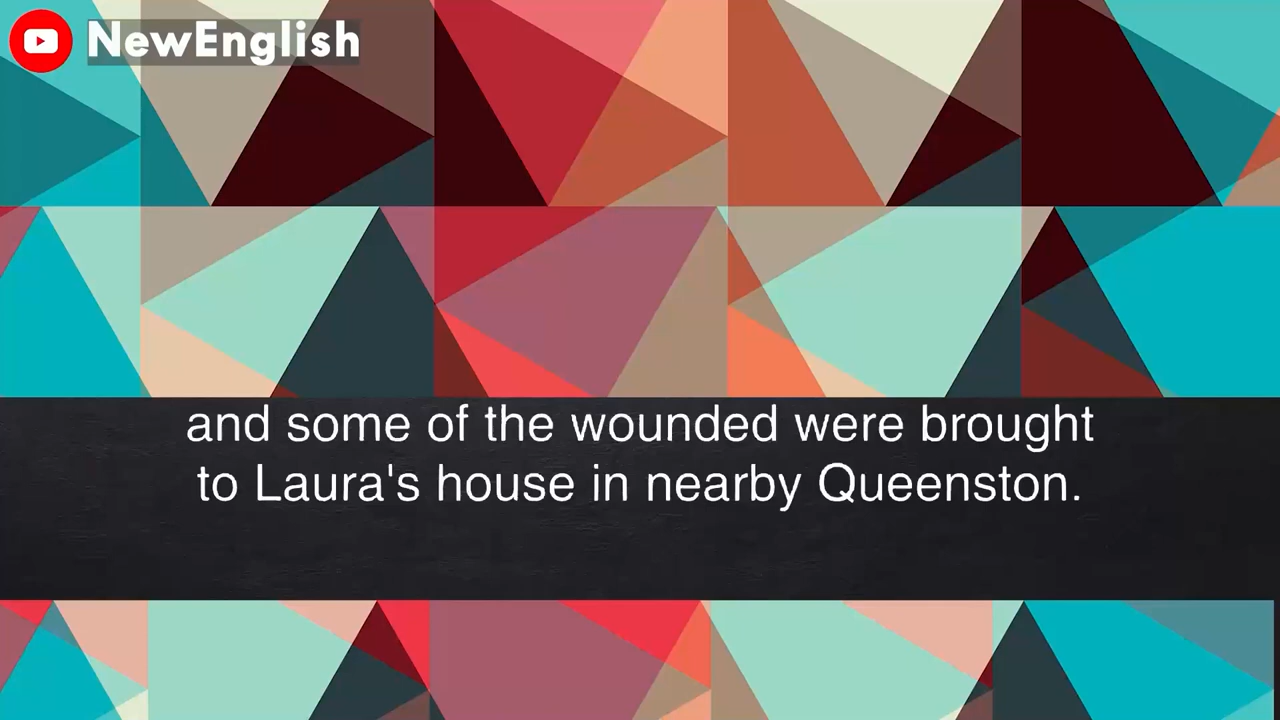 NewEnglish
and some of the wounded were brought
to Laura's house in nearby Queenston.